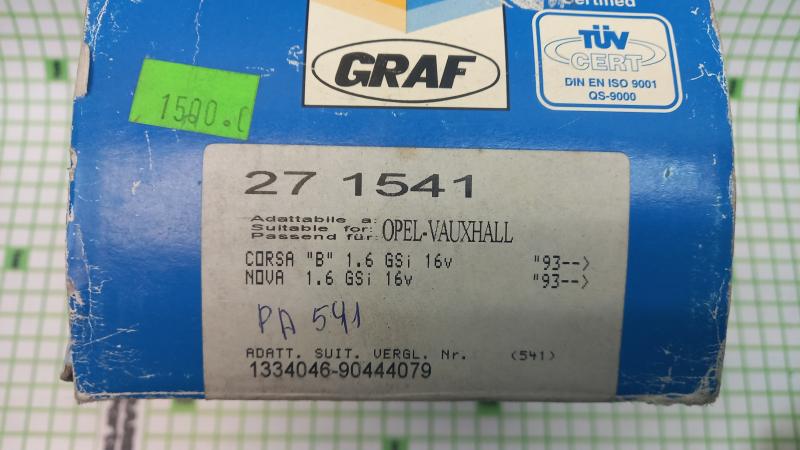 Certified
TÜV
CERT
DIN EN ISO 9001
QS-9000
GRAF
1500.0
27 1541
Adattabile a:
Suitable for: OPEL-VAUXHALL
Passend für:
CORSA "B" 1.6 GSi 16v "93-->
NOVA 1.6 GSi 16v "93-->
PA 541
ADATT. SUIT. VERGL. Nr. (541)
1334046-90444079